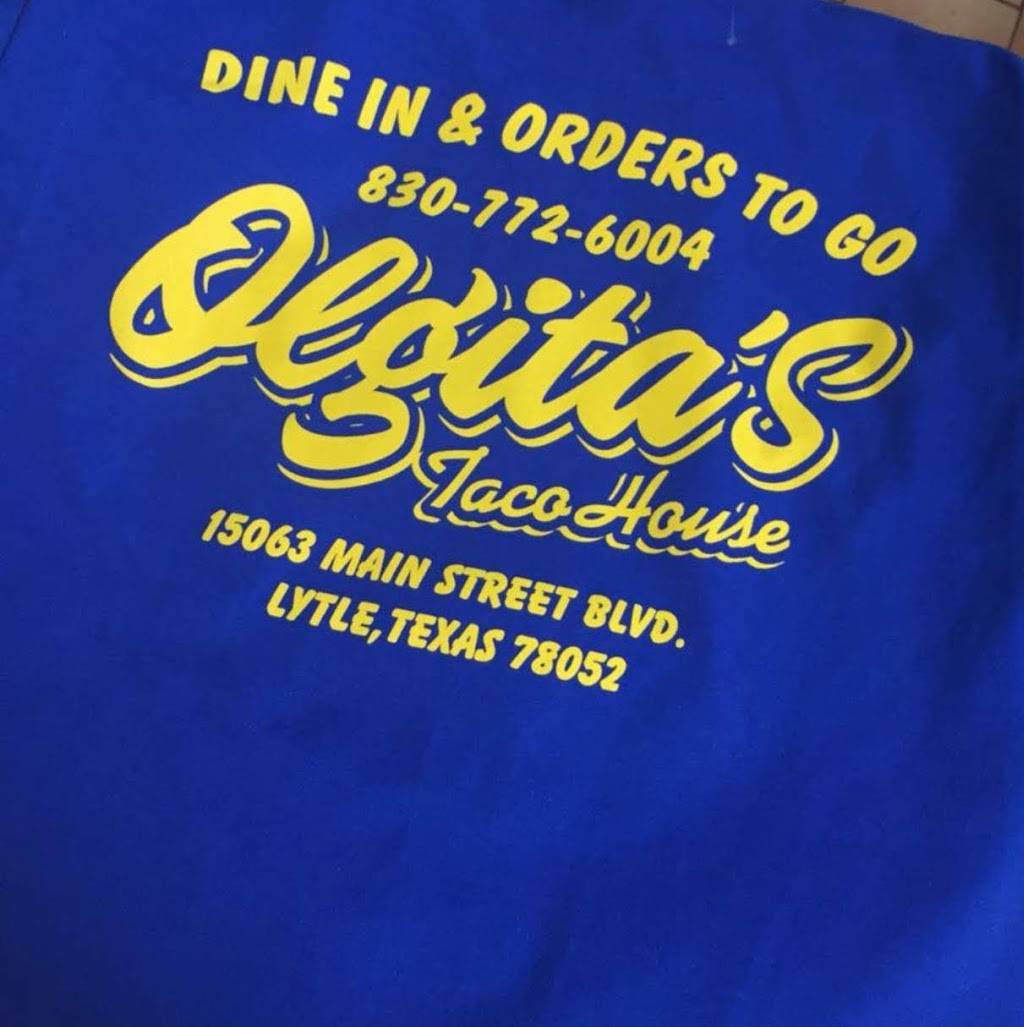 DINE IN & ORDERS TO GO
830-772-6004
Olgita'S
Taco House
15063 MAIN STREET BLVD.
LYTLE, TEXAS 78052